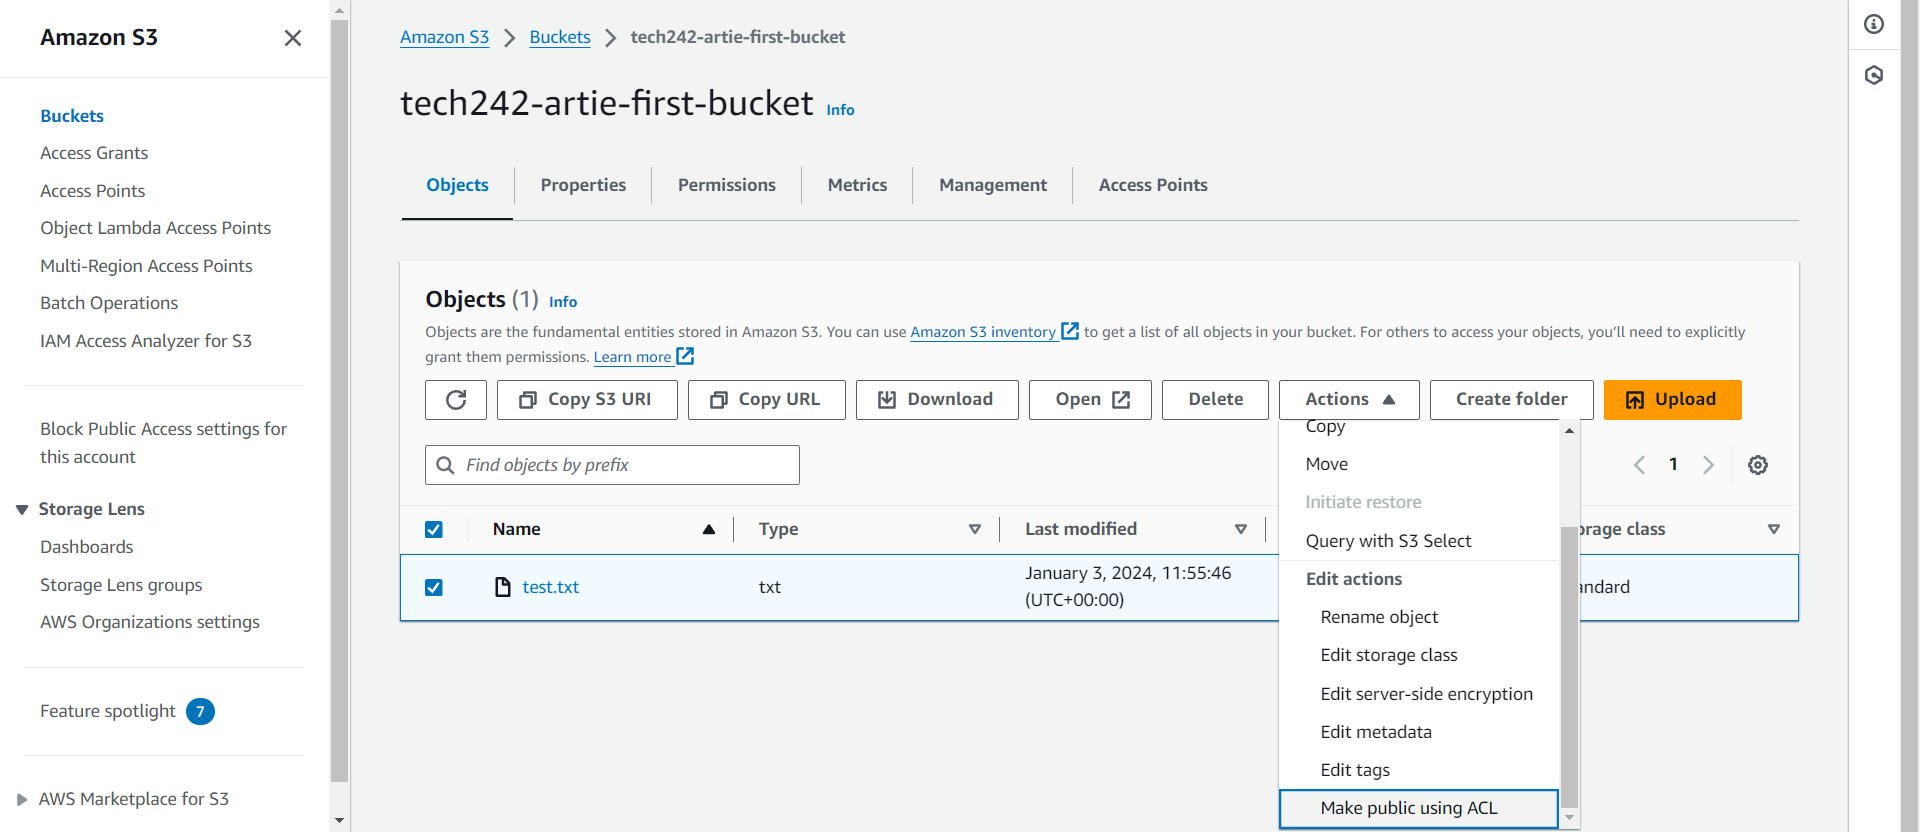 Amazon S3
Buckets
Access Grants
Access Points
Object Lambda Access Points
Multi-Region Access Points
Batch Operations
IAM Access Analyzer for S3
Block Public Access settings for
this account
Storage Lens
Dashboards
Storage Lens groups
AWS Organizations settings
Feature spotlight 7
AWS Marketplace for S3
Amazon S3 Buckets tech242-artie-first-bucket
tech242-artie-first-bucket Info
Objects Properties Permissions Metrics Management Access Points
Objects (1) Info
Objects are the fundamental entities stored in Amazon S3. You can use Amazon S3 inventory to get a list of all objects in your bucket. For others to access your objects, you’ll need to explicitly
grant them permissions. Learn more
Copy S3 URI Copy URL Download Open Delete Actions Create folder Upload
Find objects by prefix
1
Name Type Last modified rage class
test.txt txt January 3, 2024, 11:55:46
(UTC+00:00)
andard
Copy
Move
Initiate restore
Query with S3 Select
Edit actions
Rename object
Edit storage class
Edit server-side encryption
Edit metadata
Edit tags
Make public using ACL